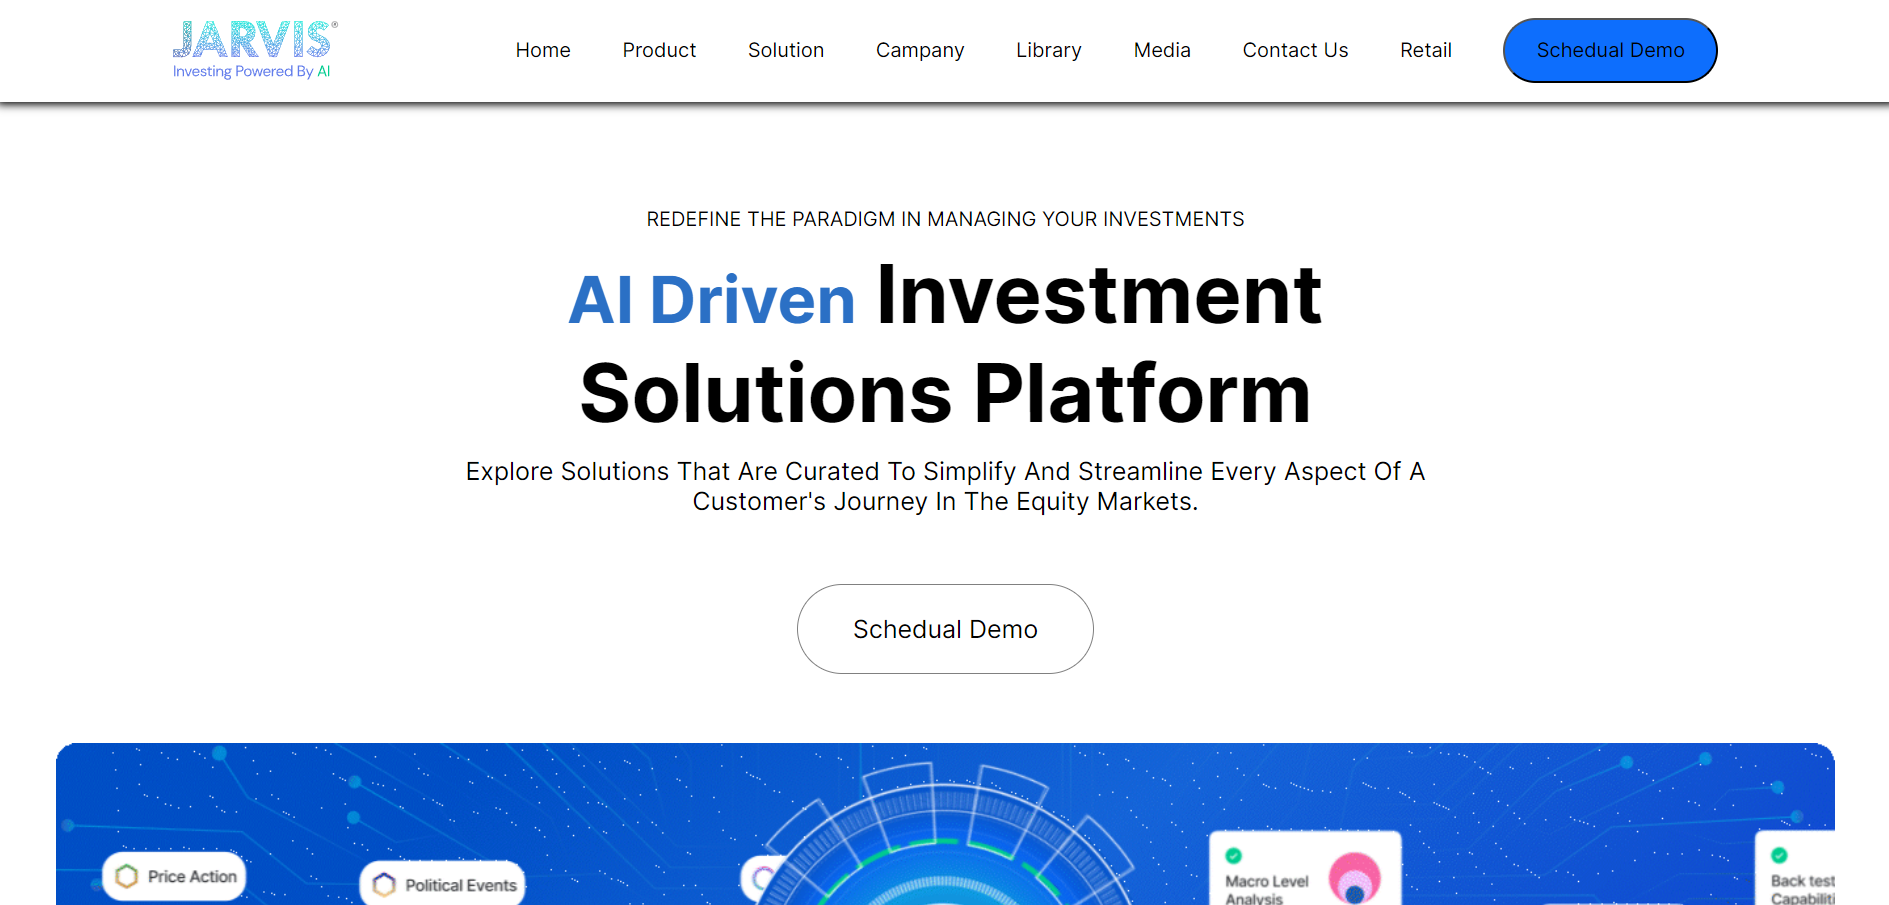 JARVIS®
Investing Powered By AI
Home Product Solution Campany Library Media Contact Us Retail Schedual Demo
REDEFINE THE PARADIGM IN MANAGING YOUR INVESTMENTS
AI Driven Investment
Solutions Platform
Explore Solutions That Are Curated To Simplify And Streamline Every Aspect Of A
Customer's Journey In The Equity Markets.
Schedual Demo
Price Action
Political Events
Macro Level
Analysis
Back test
Capabiliti